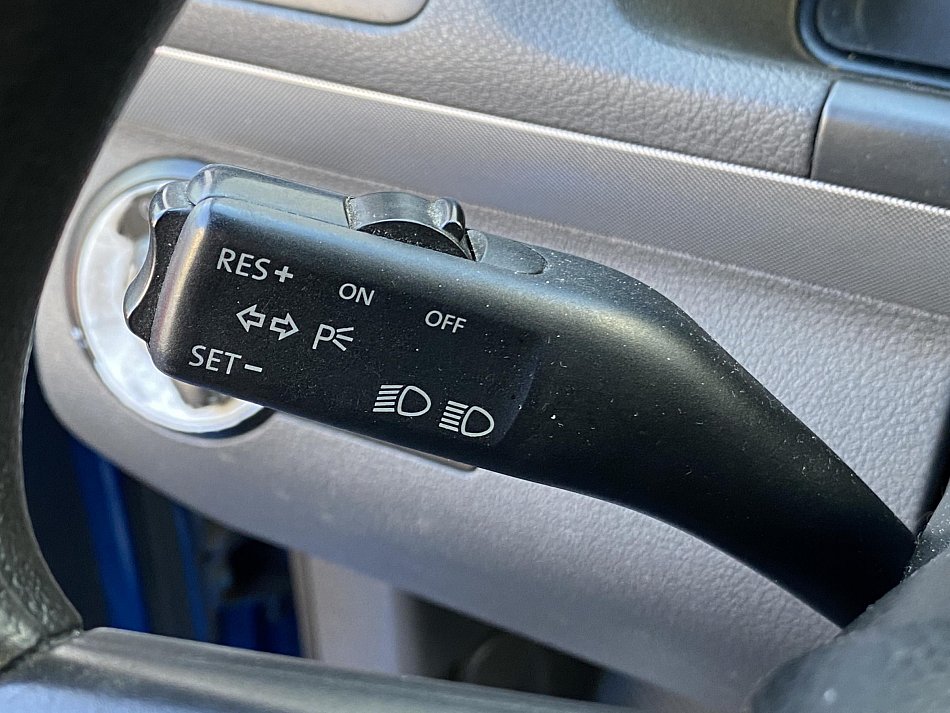 RES+
ON
OFF
P
SET−